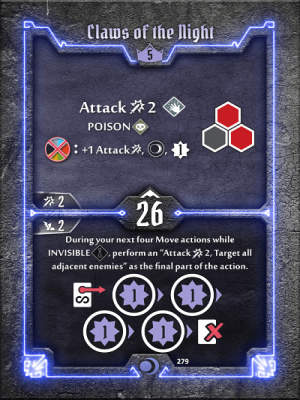 Claws of the Night
5
Attack 2
POISON
: +1 Attack, , 1
2
2
26
During your next four Move actions while
INVISIBLE , perform an "Attack 2, Target all
adjacent enemies" as the final part of the action.
1 1
1 1
279